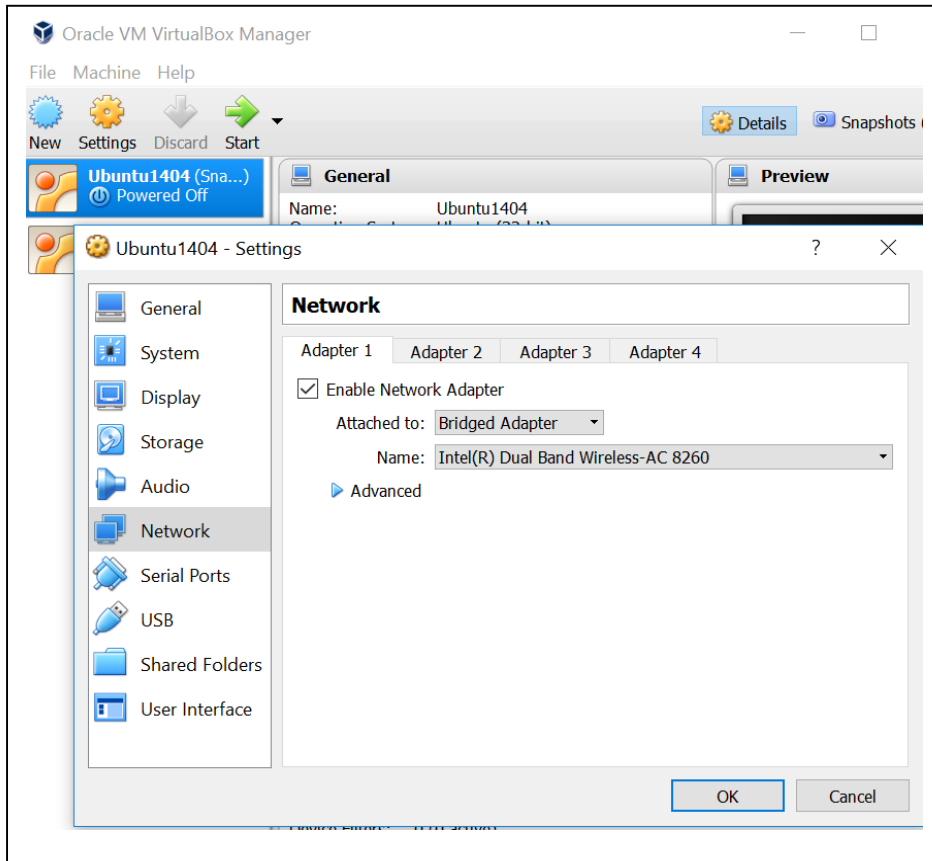 Oracle VM VirtualBox Manager
File Machine Help
New Settings Discard Start Details Snapshots
Ubuntu1404 (Sna...)
Powered Off
General
Preview
Name: Ubuntu1404
Ubuntu1404 - Settings
? 
General
System
Display
Storage
Audio
Network
Serial Ports
USB
Shared Folders
User Interface
Network
Adapter 1 Adapter 2 Adapter 3 Adapter 4
Enable Network Adapter
Attached to: Bridged Adapter
Name: Intel(R) Dual Band Wireless-AC 8260
Advanced
OK Cancel